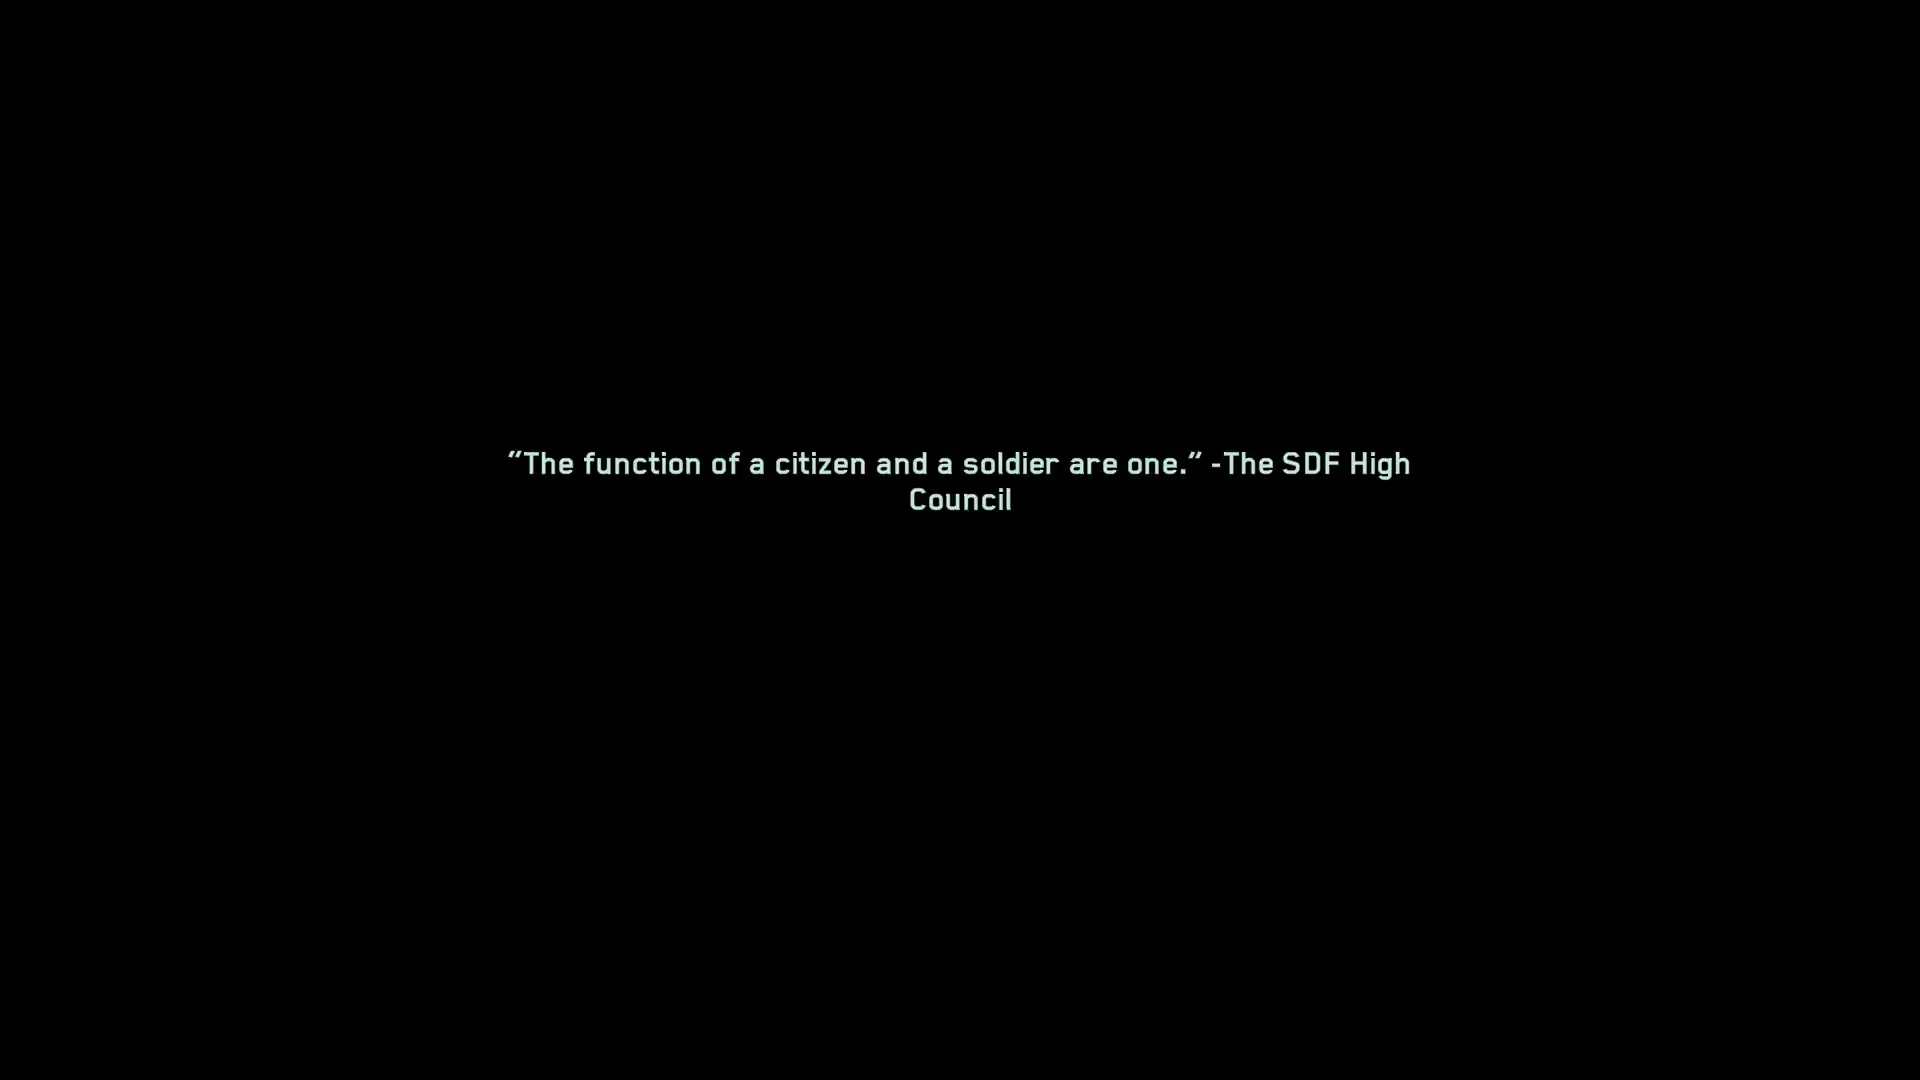 "The function of a citizen and a soldier are one." -The SDF High
Council